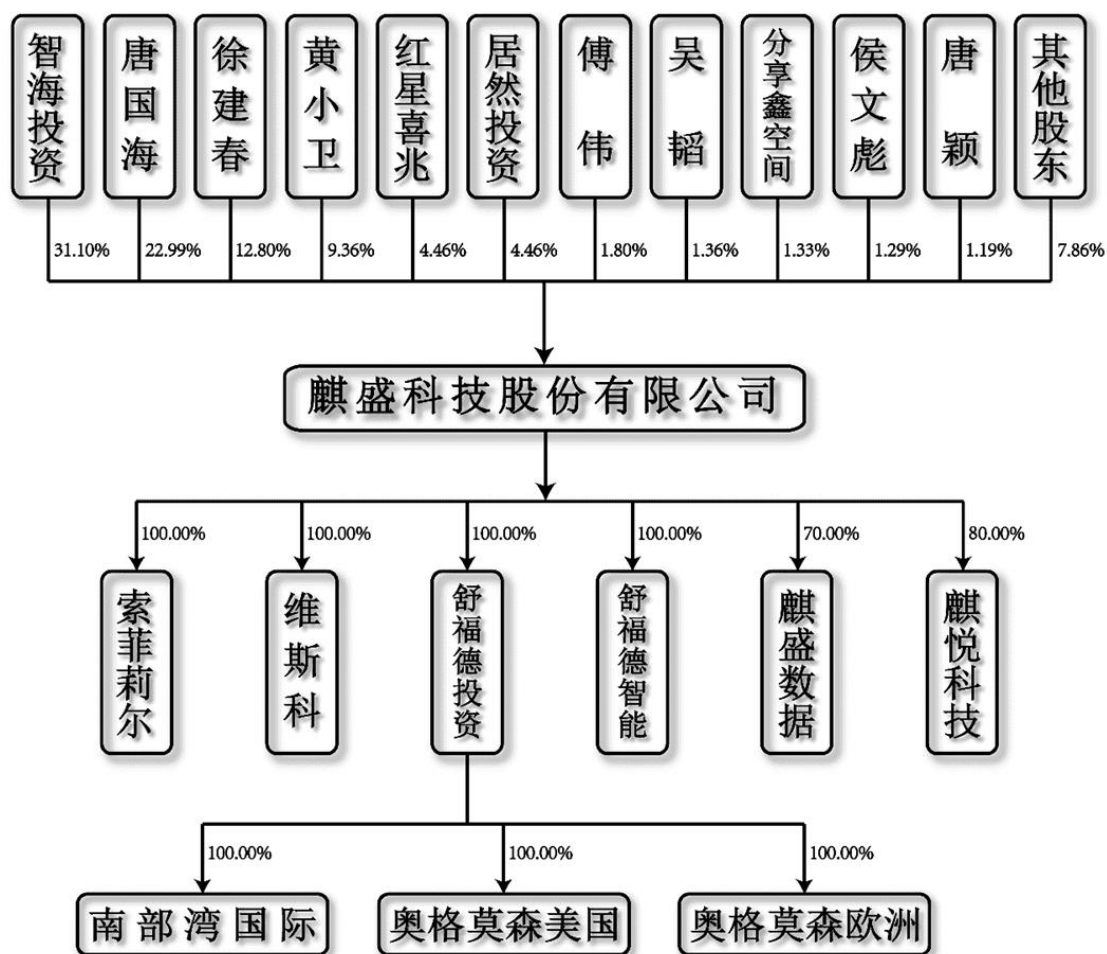 智海投资
唐国海
徐建春
黄小卫
红星喜兆
居然投资
傅伟
吴韬
分享鑫空间
侯文彪
唐颖
其他股东
31.10%
22.99%
12.80%
9.36%
4.46%
4.46%
1.80%
1.36%
1.33%
1.29%
1.19%
7.86%
麒盛科技股份有限公司
100.00%
100.00%
100.00%
100.00%
70.00%
80.00%
索菲莉尔
维斯科
舒福德投资
舒福德智能
麒盛数据
麒悦科技
100.00%
100.00%
100.00%
南部湾国际
奥格莫森美国
奥格莫森欧洲